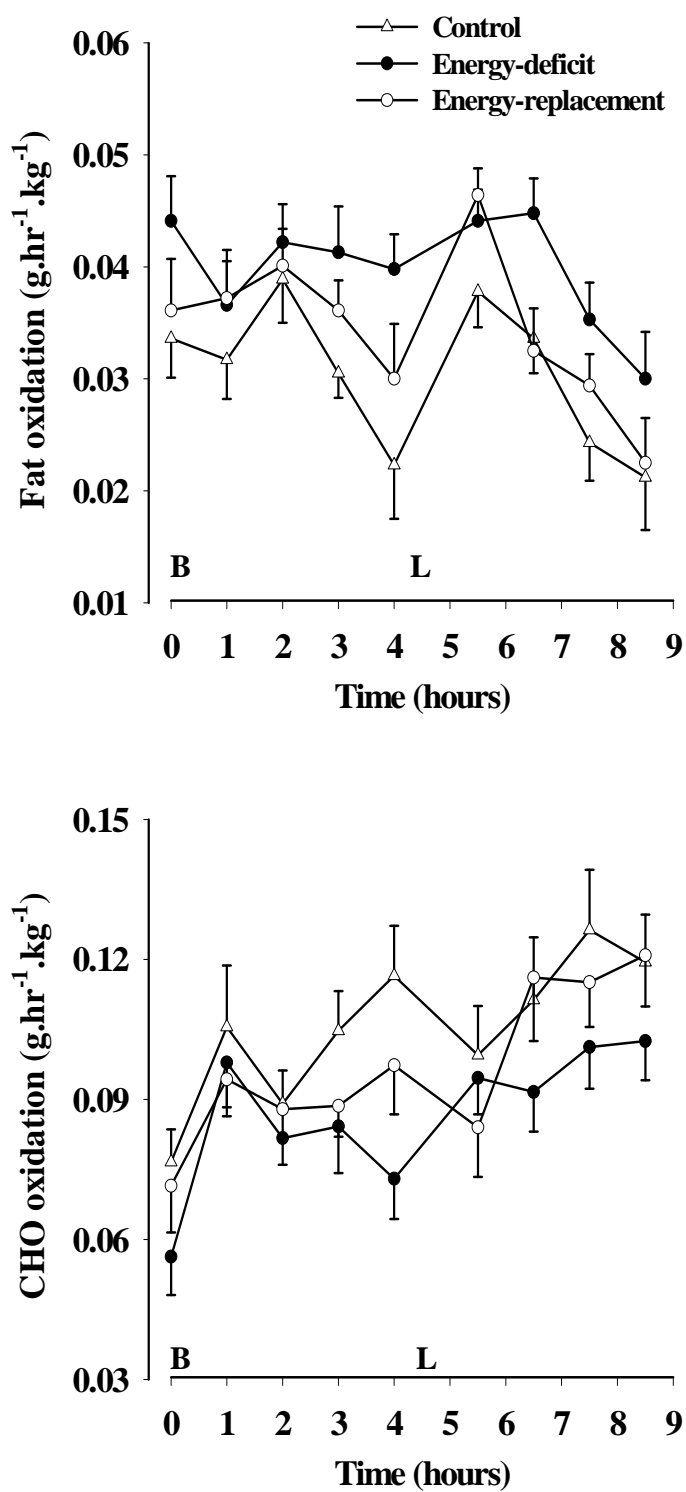 Control
Energy-deficit
Energy-replacement
Fat oxidation (g.hr⁻¹.kg⁻¹)
0.06
0.05
0.04
0.03
0.02
0.01
B L
0 1 2 3 4 5 6 7 8 9
Time (hours)
CHO oxidation (g.hr⁻¹.kg⁻¹)
0.15
0.12
0.09
0.06
0.03
B L
0 1 2 3 4 5 6 7 8 9
Time (hours)